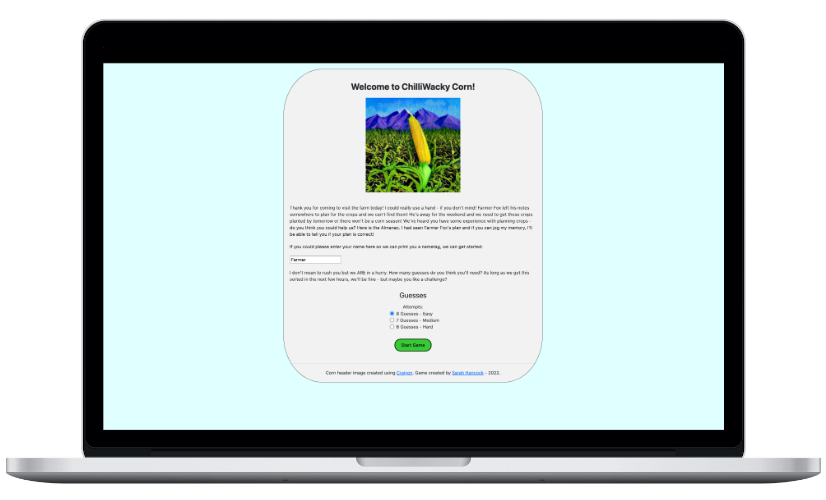 Welcome to ChilliWacky Corn!
Thank you for coming to visit the farm today! I could really use a hand - if you don't mind! Farmer Fox left his notes
somewhere to plan for the crops and we can't find them! He's away for the weekend and we need to get these crops
planted by tomorrow or there won't be a corn season! We've heard you have some experience with planning crops -
do you think you could help us? Here is the Almanac. I had seen Farmer Fox's plan and if you can jog my memory, I'll
be able to tell you if your plan is correct!
If you could please enter your name here so we can print you a nametag, we can get started:
Farmer
I don't mean to rush you but we ARE in a hurry. How many guesses do you think you'll need? As long as we get this
sorted in the next few hours, we'll be fine - but maybe you like a challenge?
Guesses
Attempts:
8 Guesses - Easy
7 Guesses - Medium
6 Guesses - Hard
Start Game
Corn header image created using Craiyon. Game created by Sarah Hancock - 2022.